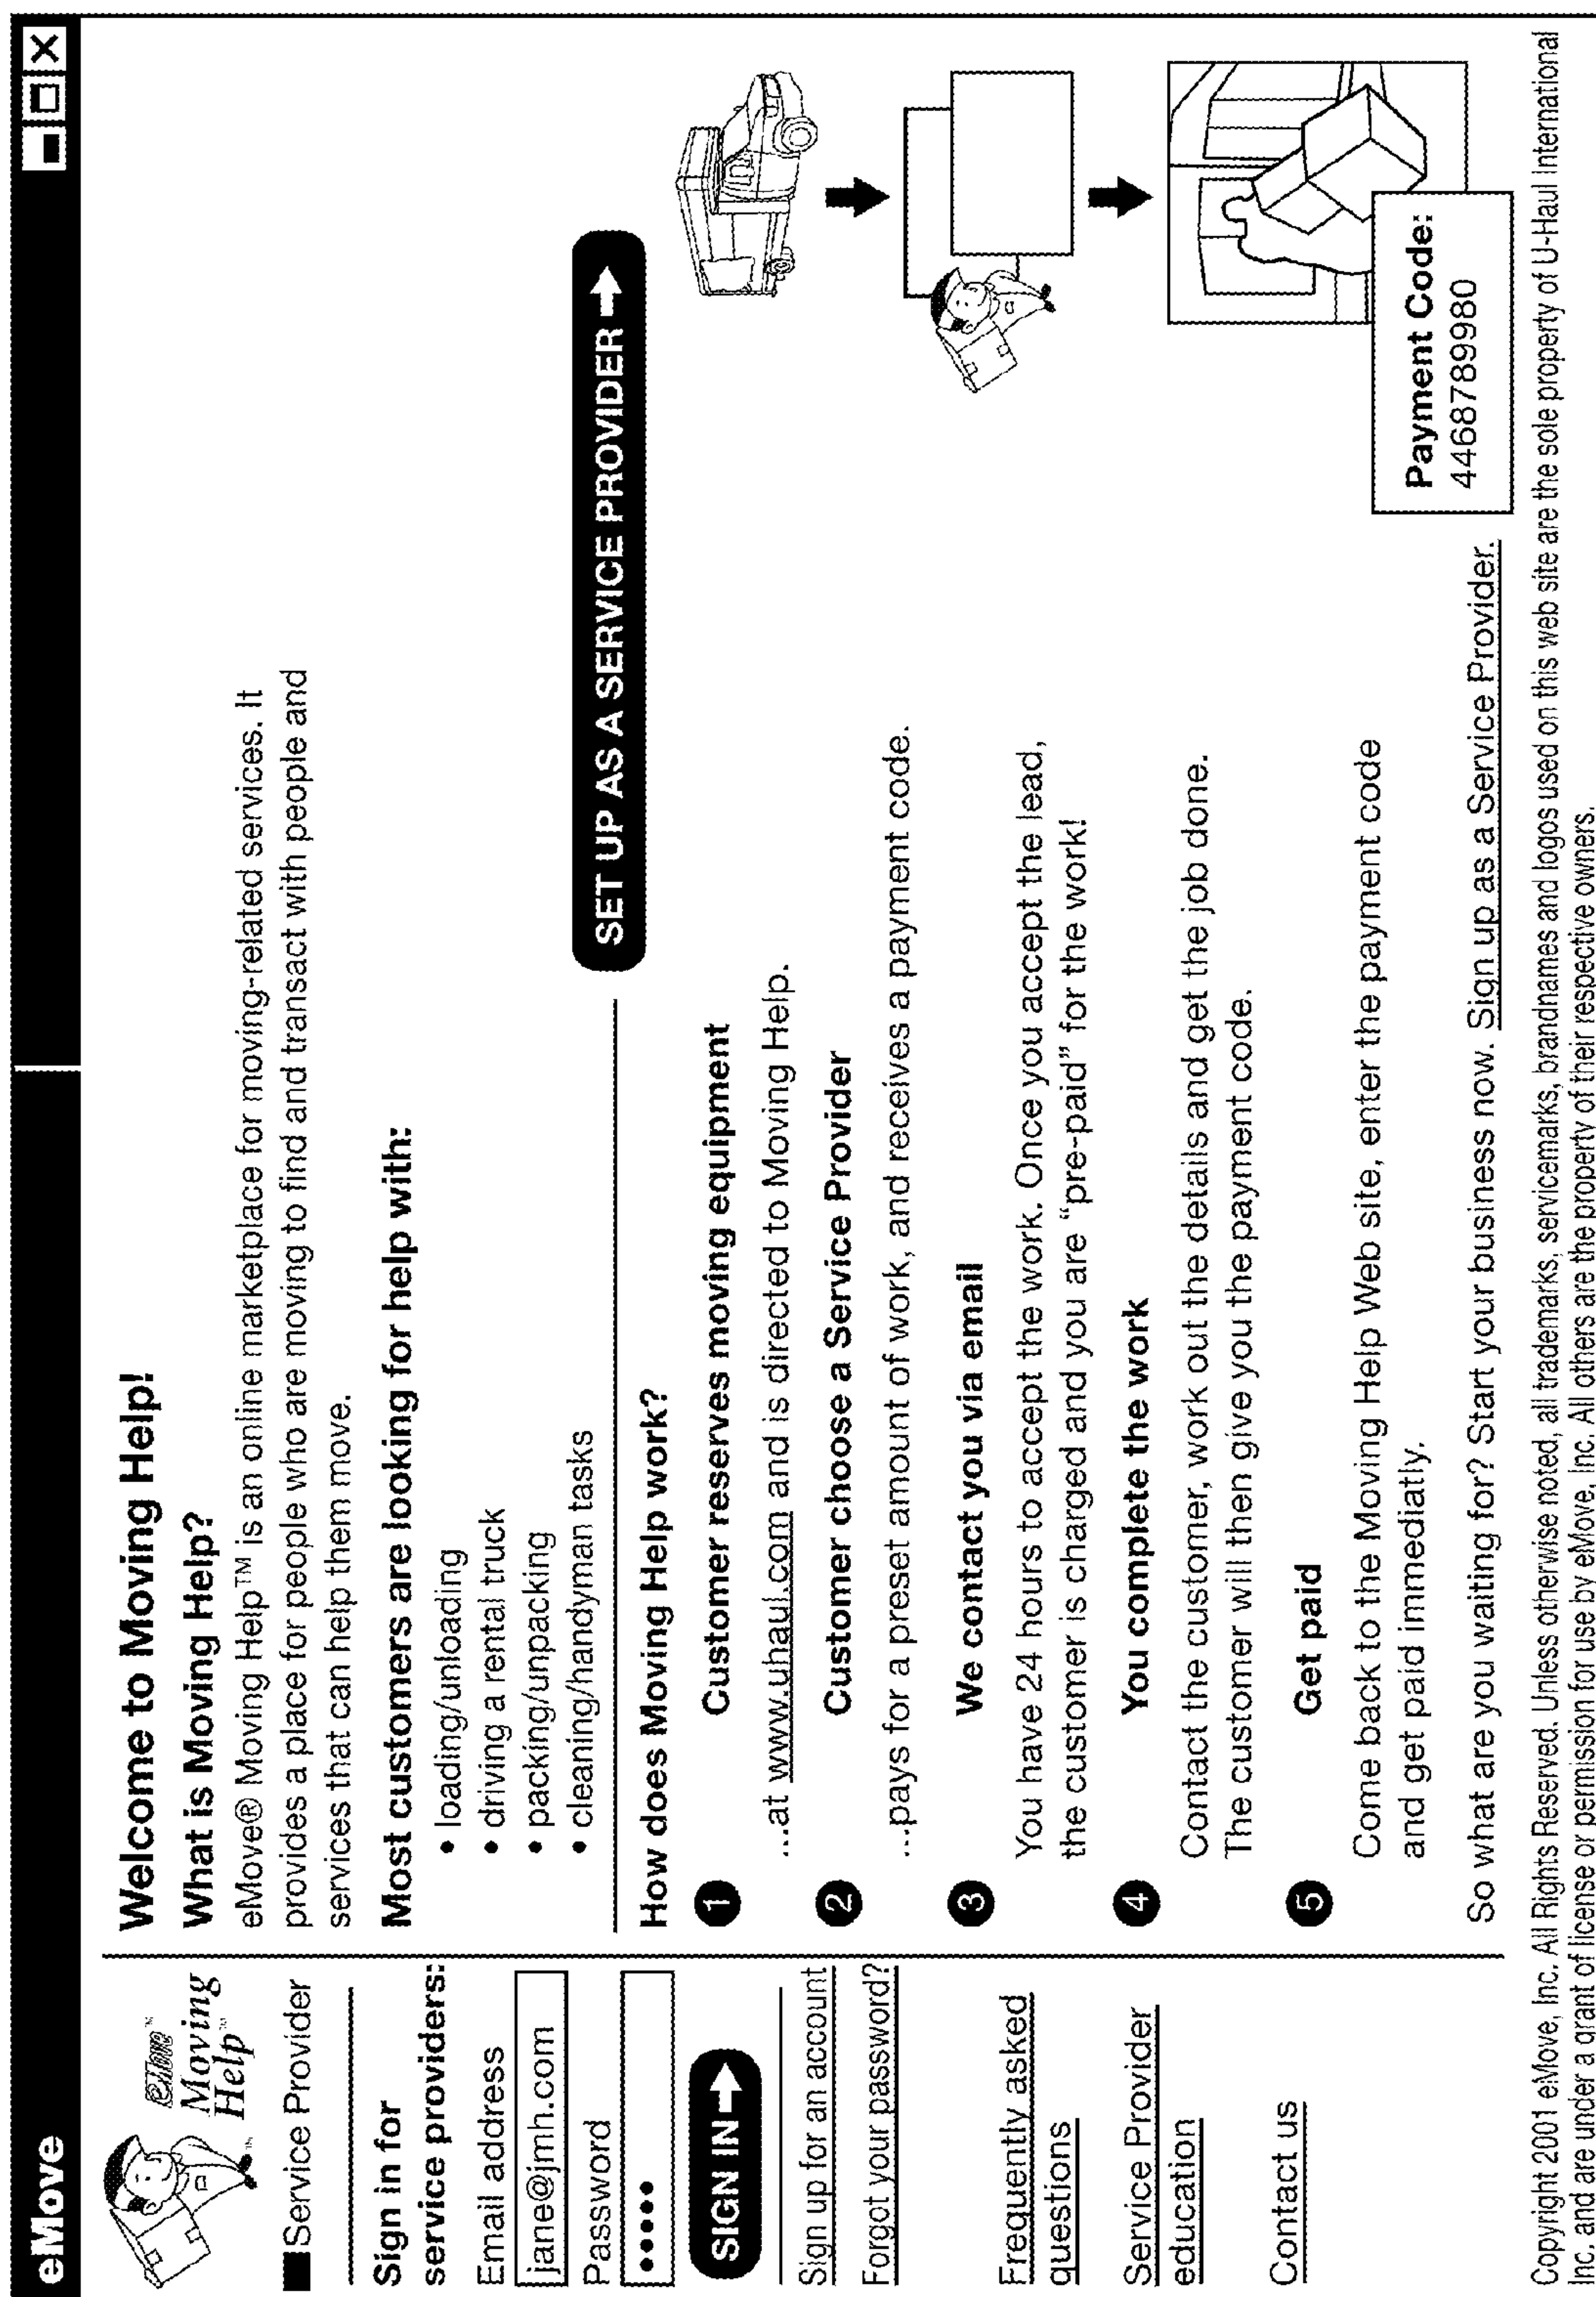 eMove
eMove™
Moving
Help™
Service Provider
Sign in for
service providers:
Email address
jane@jmh.com
Password
•••••
SIGN IN
Sign up for an account
Forgot your password?
Frequently asked
questions
Service Provider
education
Contact us
Welcome to Moving Help!
What is Moving Help?
eMove® Moving Help™ is an online marketplace for moving-related services. It
provides a place for people who are moving to find and transact with people and
services that can help them move.
Most customers are looking for help with:
• loading/unloading
• driving a rental truck
• packing/unpacking
• cleaning/handyman tasks
SET UP AS A SERVICE PROVIDER
How does Moving Help work?
1 Customer reserves moving equipment
...at www.uhaul.com and is directed to Moving Help.
2 Customer choose a Service Provider
...pays for a preset amount of work, and receives a payment code.
3 We contact you via email
You have 24 hours to accept the work. Once you accept the lead,
the customer is charged and you are “pre-paid” for the work!
4 You complete the work
Contact the customer, work out the details and get the job done.
The customer will then give you the payment code.
5 Get paid
Come back to the Moving Help Web site, enter the payment code
and get paid immediatly.
Payment Code:
4468789980
So what are you waiting for? Start your business now. Sign up as a Service Provider.
Copyright 2001 eMove, Inc. All Rights Reserved. Unless otherwise noted, all trademarks, servicemarks, brandnames and logos used on this web site are the sole property of U-Haul International
Inc. and are under a grant of license or permission for use by eMove, Inc. All others are the property of their respective owners.